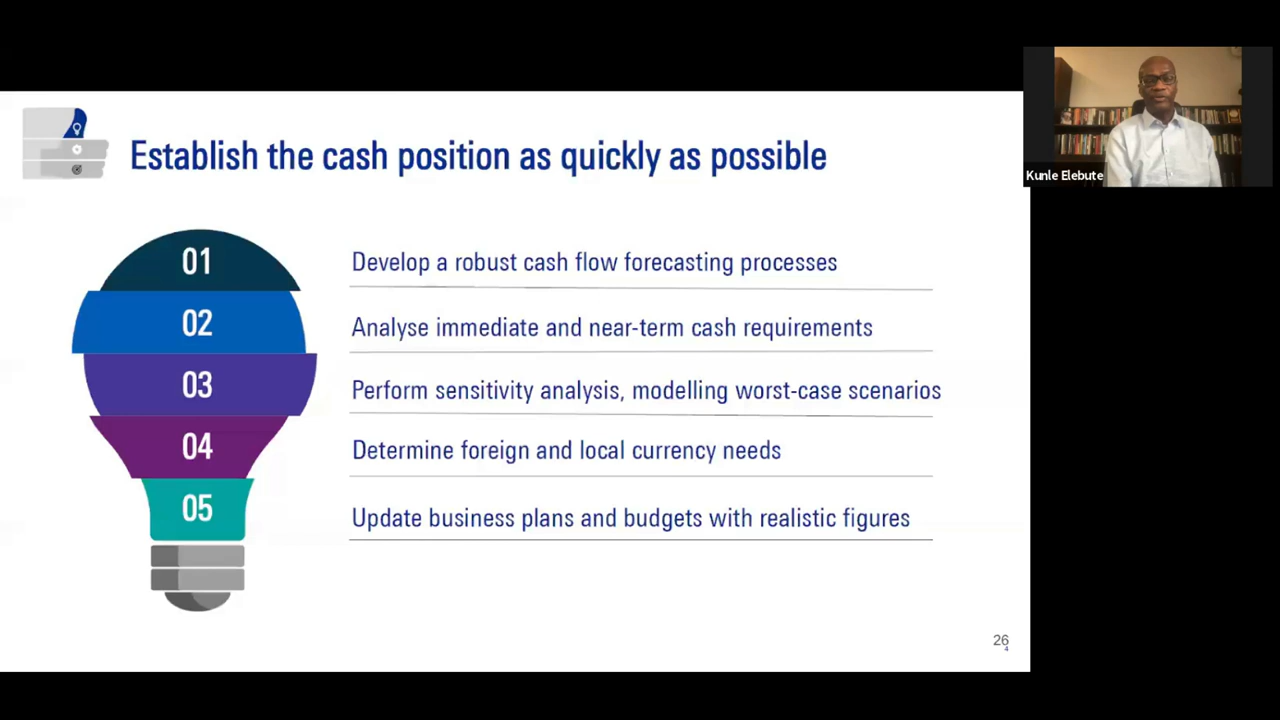 Establish the cash position as quickly as possible
Kunle Elebute
01
Develop a robust cash flow forecasting processes
02
Analyse immediate and near-term cash requirements
03
Perform sensitivity analysis, modelling worst-case scenarios
04
Determine foreign and local currency needs
05
Update business plans and budgets with realistic figures
26
4